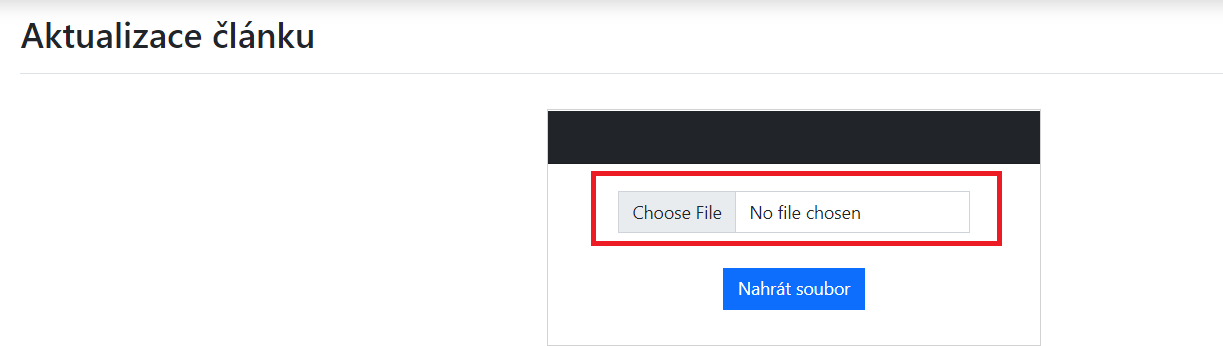 Aktualizace článku
Choose File No file chosen
Nahrát soubor